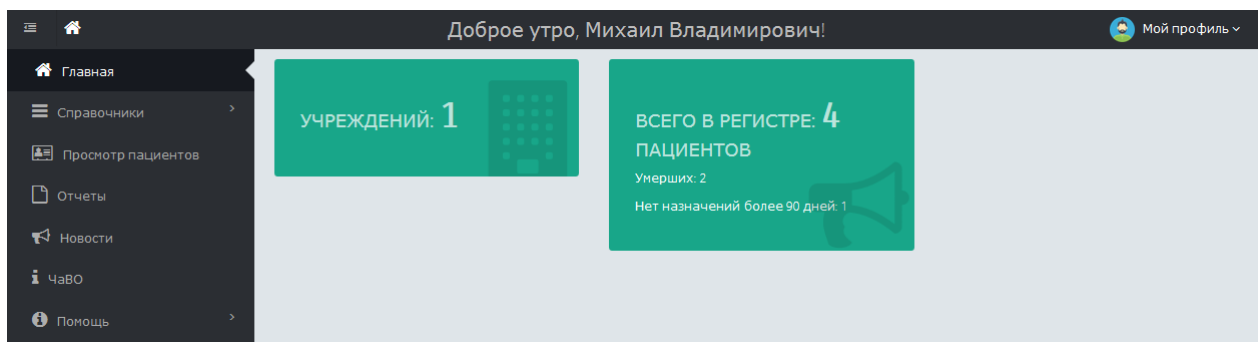 Доброе утро, Михаил Владимирович!
Мой профиль
Главная
Справочники
Просмотр пациентов
Отчеты
Новости
ЧаВО
Помощь
УЧРЕЖДЕНИЙ: 1
ВСЕГО В РЕГИСТРЕ: 4
ПАЦИЕНТОВ
Умерших: 2
Нет назначений более 90 дней: 1